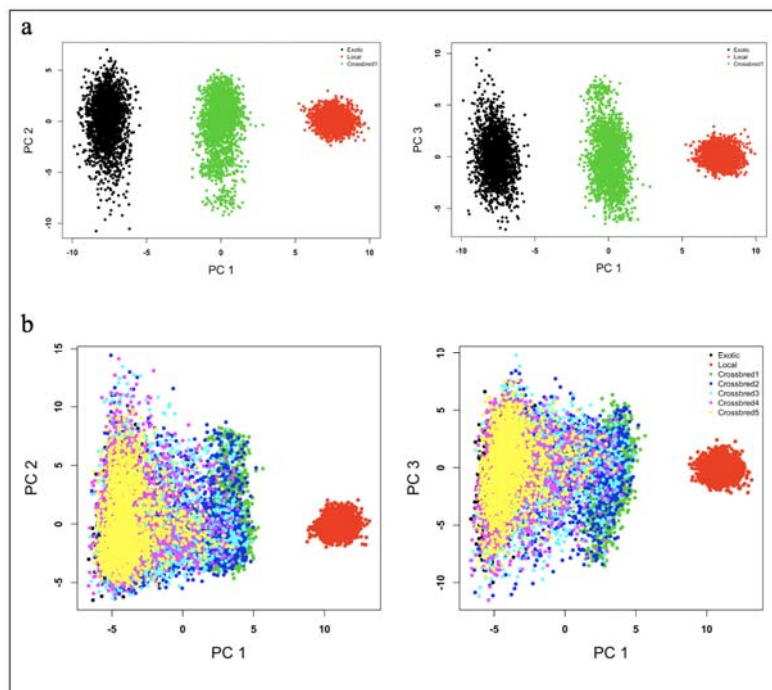 a
Exotic
Local
Crossbred1
5
0
-5
-10
PC 2
-10
-5
0
5
10
PC 1
Exotic
Local
Crossbred1
10
5
0
-5
PC 3
-10
-5
0
5
10
PC 1
b
15
10
5
0
-5
PC 2
-5
0
5
10
PC 1
Exotic
Local
Crossbred1
Crossbred2
Crossbred3
Crossbred4
Crossbred5
10
5
0
-5
-10
PC 3
-5
0
5
10
PC 1